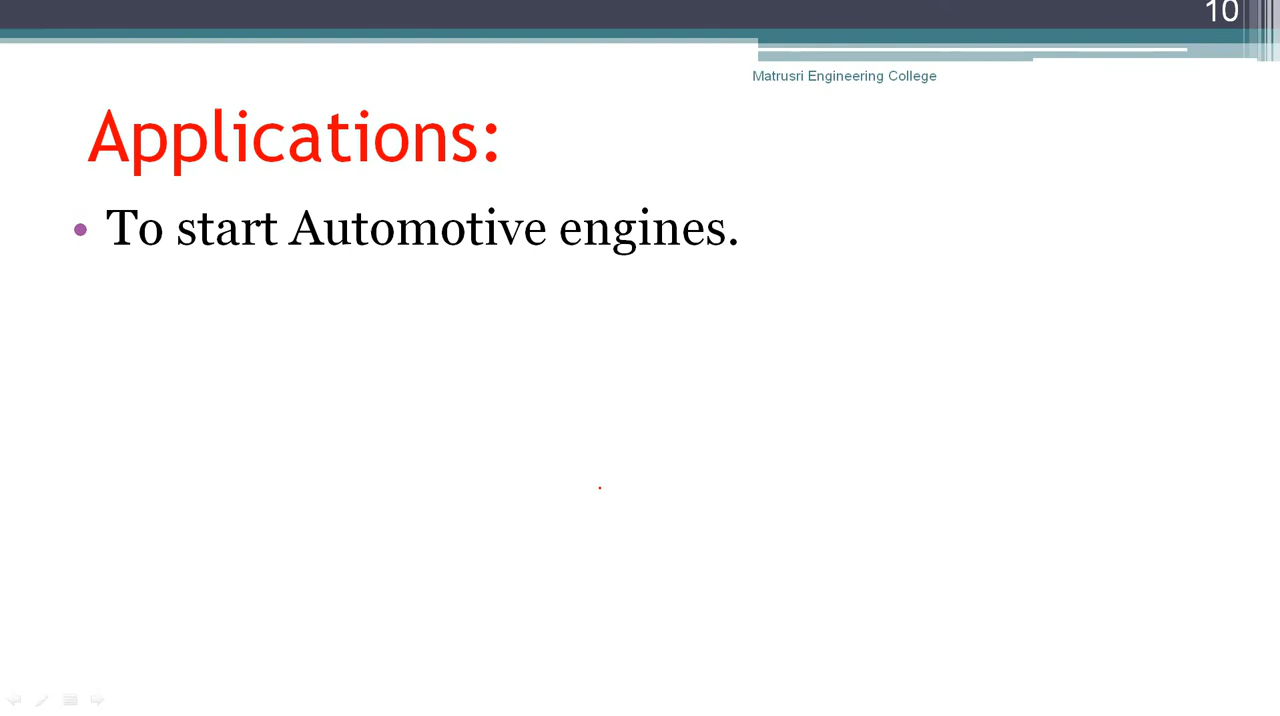 10
Matrusri Engineering College
Applications:
• To start Automotive engines.